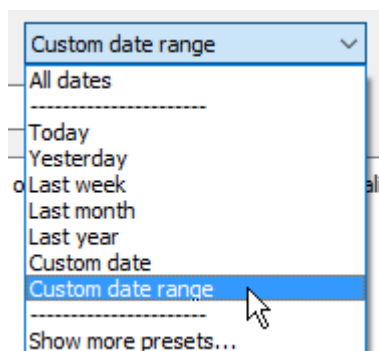 Custom date range
All dates
----------------------
Today
Yesterday
Last week
Last month
Last year
Custom date
Custom date range
----------------------
Show more presets...